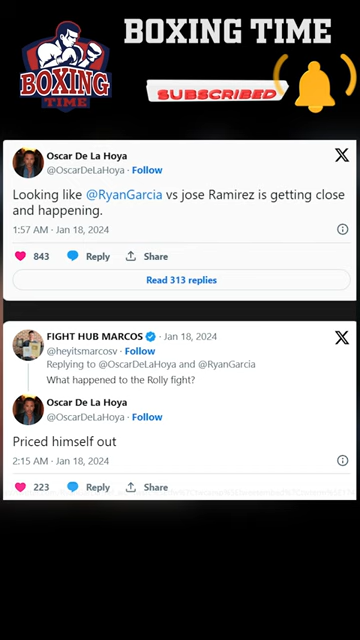 BOXING TIME
BOXING
TIME
SUBSCRIBED
Oscar De La Hoya
@OscarDeLaHoya · Follow
Looking like @RyanGarcia vs jose Ramirez is getting close
and happening.
1:57 AM · Jan 18, 2024
843 Reply Share
Read 313 replies
FIGHT HUB MARCOS · Jan 18, 2024
@heyitsmarcosv · Follow
Replying to @OscarDeLaHoya and @RyanGarcia
What happened to the Rolly fight?
Oscar De La Hoya
@OscarDeLaHoya · Follow
Priced himself out
2:15 AM · Jan 18, 2024
223 Reply Share